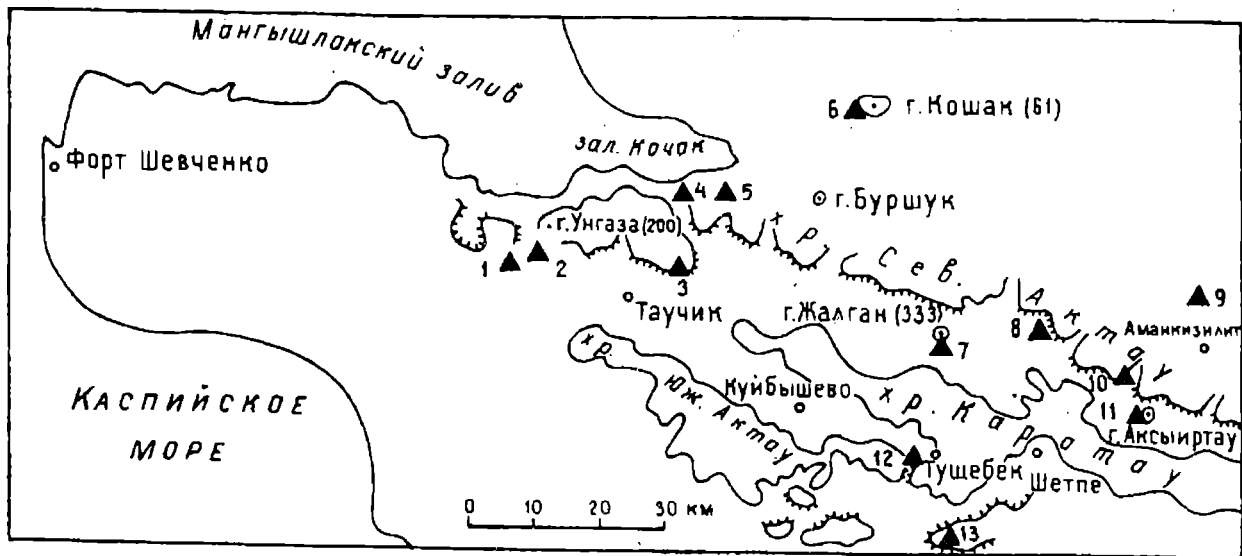 Мангышлакский залив
6
г. Кошак (61)
зал. Кочак
Форт Шевченко
4
5
г. Буршук
г. Унгаза (200)
хр. Сев. Актау
1
2
3
9
Таучик
г. Жалган (333)
8
Аманкизилит
7
хр. Юж. Актау
Куйбышево
хр. Каратау
10
Каспийское
море
11
г. Аксыиртау
12
Тущебек
Шетпе
0 10 20 30 км
13